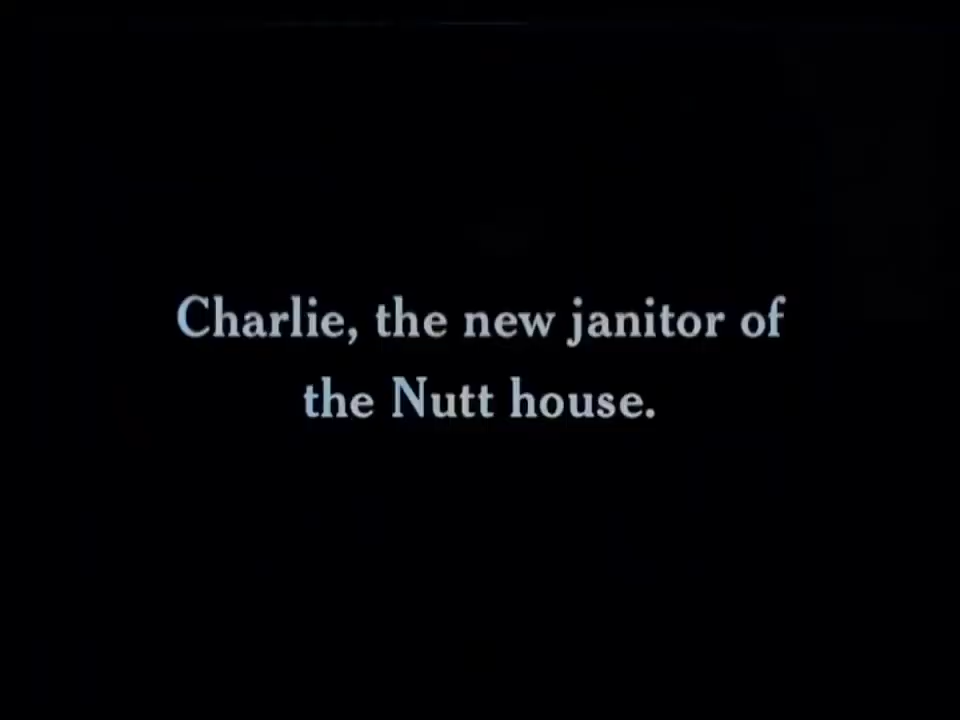 Charlie, the new janitor of
the Nutt house.